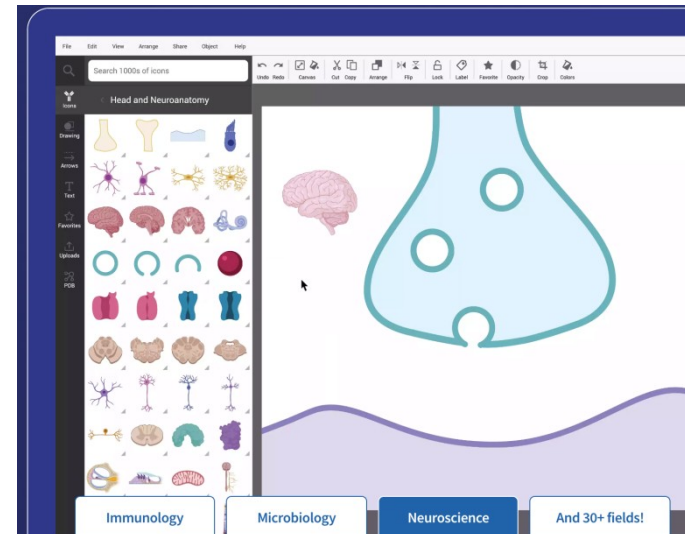 File Edit View Arrange Share Object Help
Search 1000s of icons
Undo Redo Canvas Cut Copy Arrange Flip Lock Label Favorite Opacity Crop Colors
Icons
Head and Neuroanatomy
Drawing
Arrows
Text
Favorites
Uploads
PDB
Immunology Microbiology Neuroscience And 30+ fields!